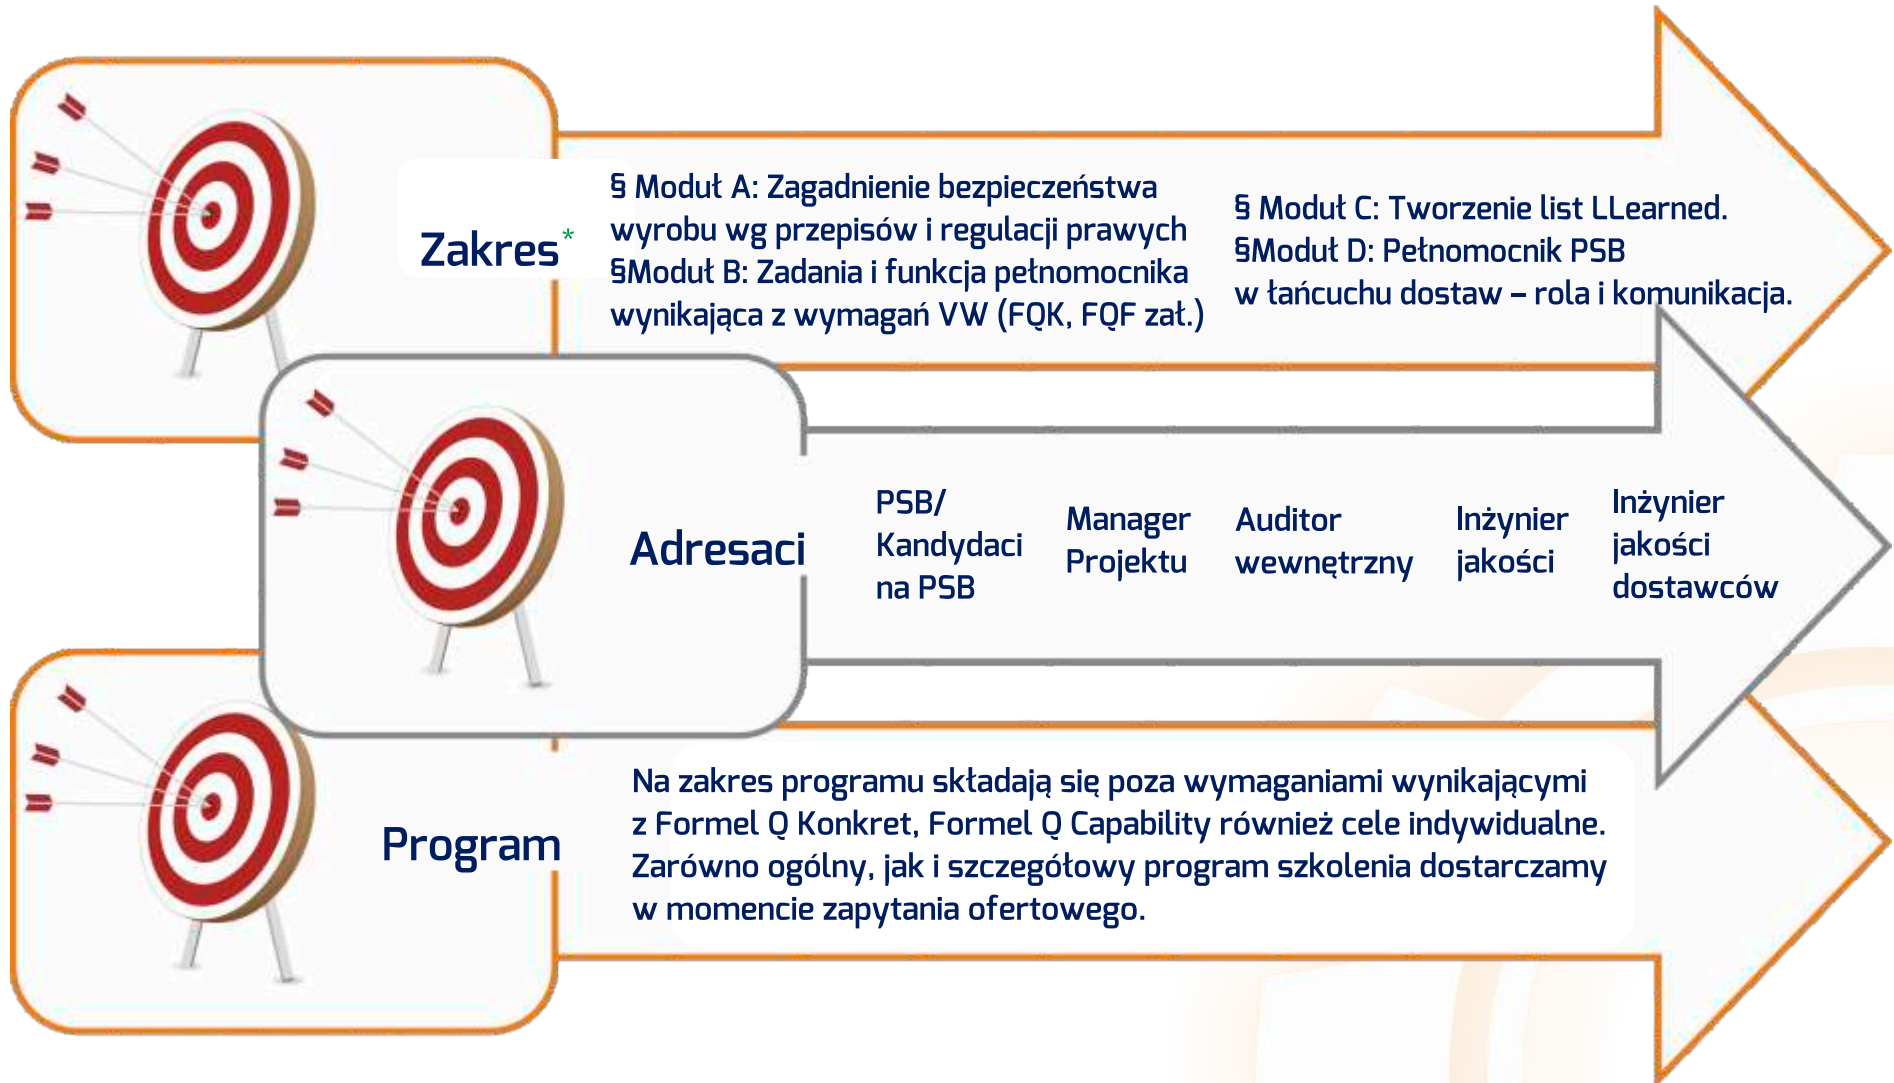 Zakres*
§ Moduł A: Zagadnienie bezpieczeństwa
wyrobu wg przepisów i regulacji prawych
§Moduł B: Zadania i funkcja pełnomocnika
wynikająca z wymagań VW (FQK, FQF zał.)
§ Moduł C: Tworzenie list LLearned.
§Moduł D: Pełnomocnik PSB
w łańcuchu dostaw – rola i komunikacja.
Adresaci
PSB/
Kandydaci
na PSB
Manager
Projektu
Auditor
wewnętrzny
Inżynier
jakości
Inżynier
jakości
dostawców
Program
Na zakres programu składają się poza wymaganiami wynikającymi
z Formel Q Konkret, Formel Q Capability również cele indywidualne.
Zarówno ogólny, jak i szczegółowy program szkolenia dostarczamy
w momencie zapytania ofertowego.